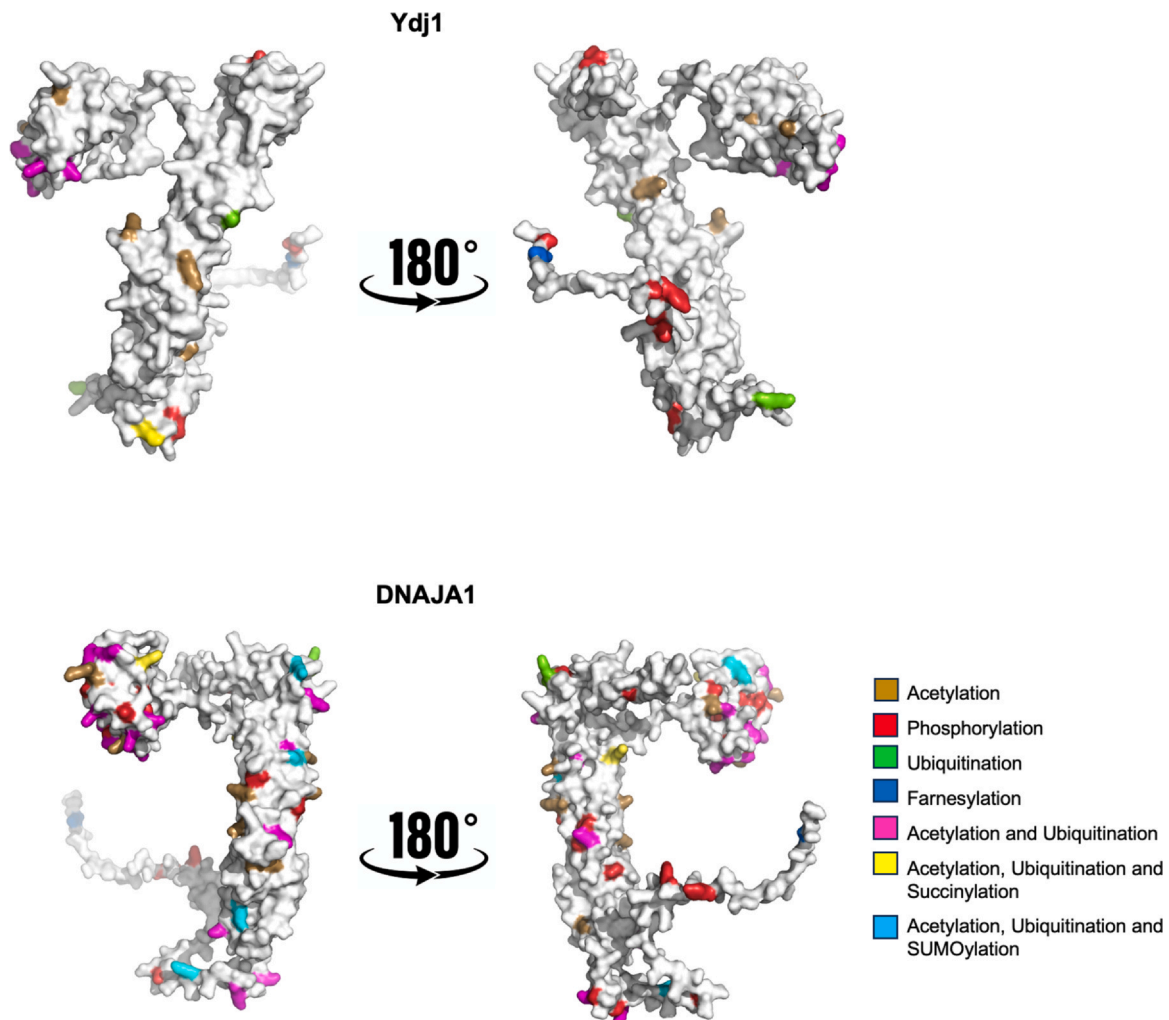 Ydj1
180°
DNAJA1
180°
Acetylation
Phosphorylation
Ubiquitination
Farnesylation
Acetylation and Ubiquitination
Acetylation, Ubiquitination and
Succinylation
Acetylation, Ubiquitination and
SUMOylation